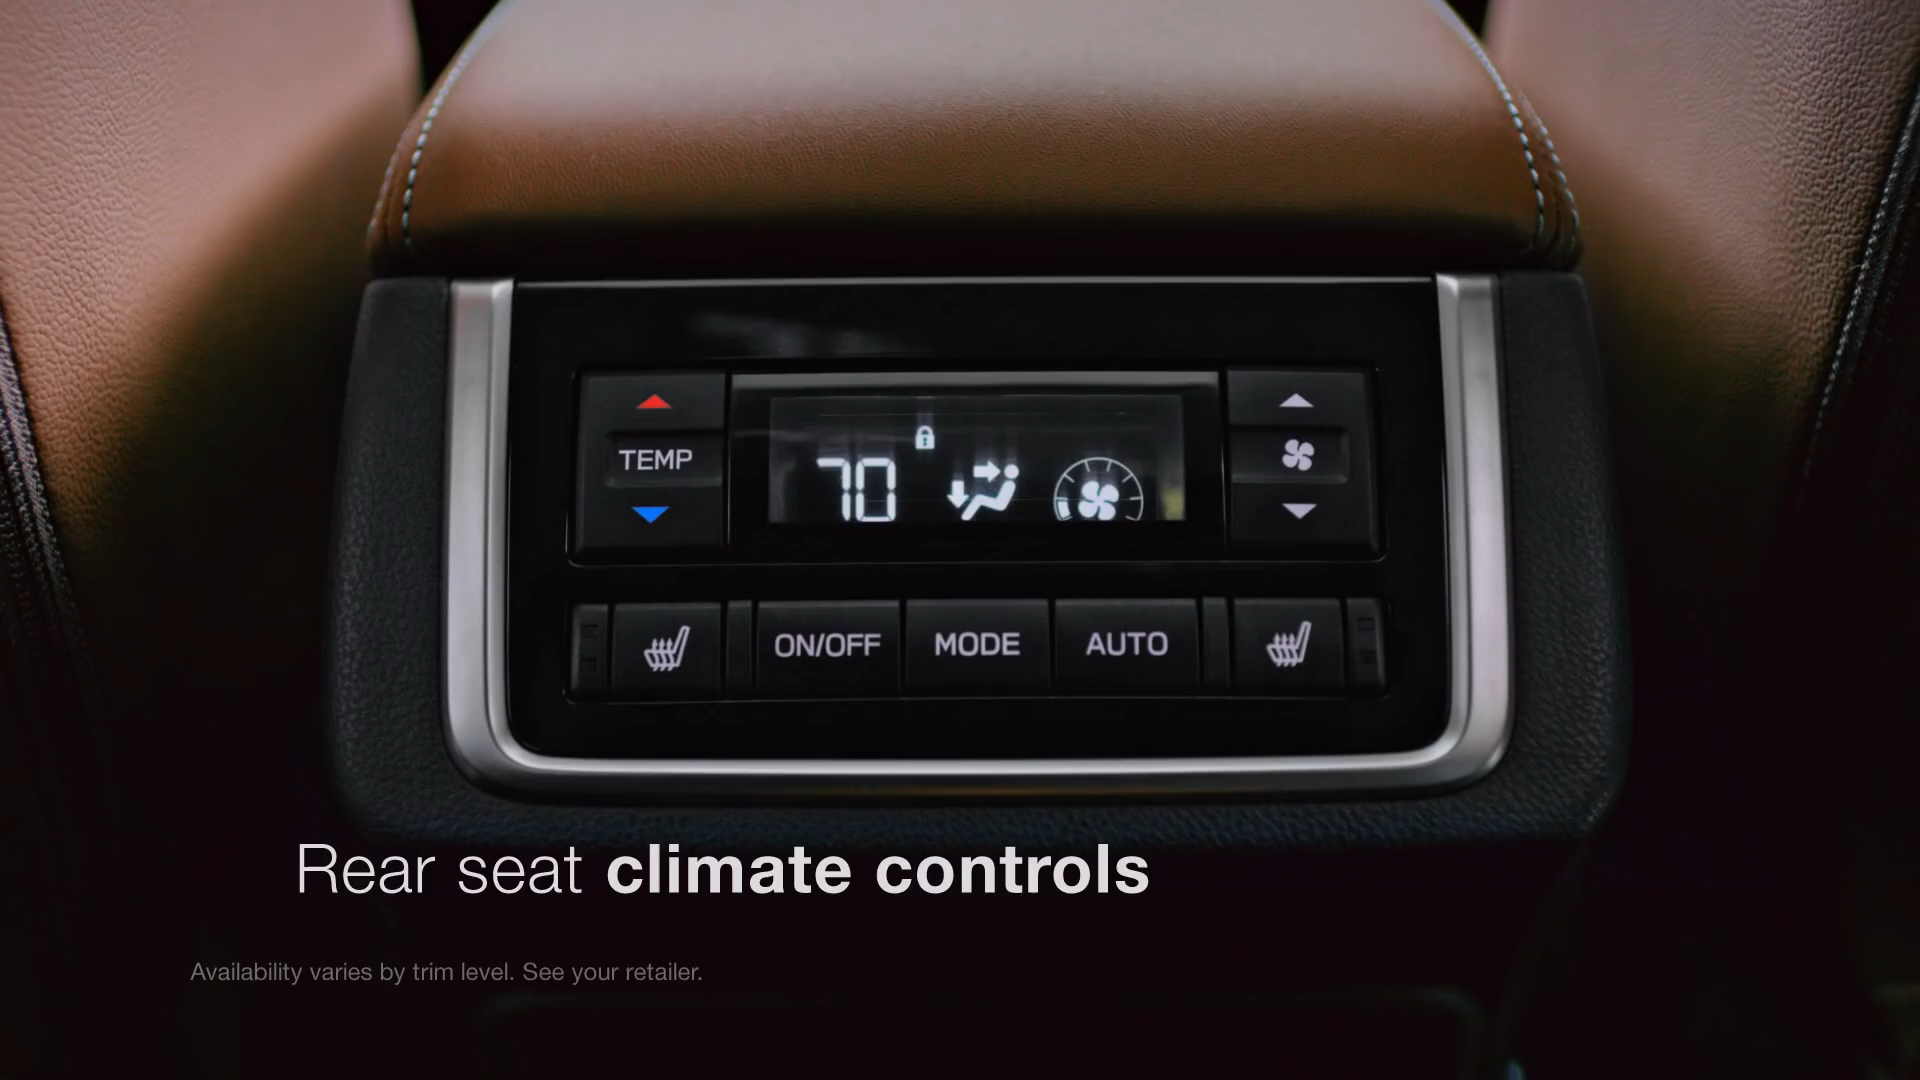 TEMP
70
ON/OFF
MODE
AUTO
Rear seat climate controls
Availability varies by trim level. See your retailer.